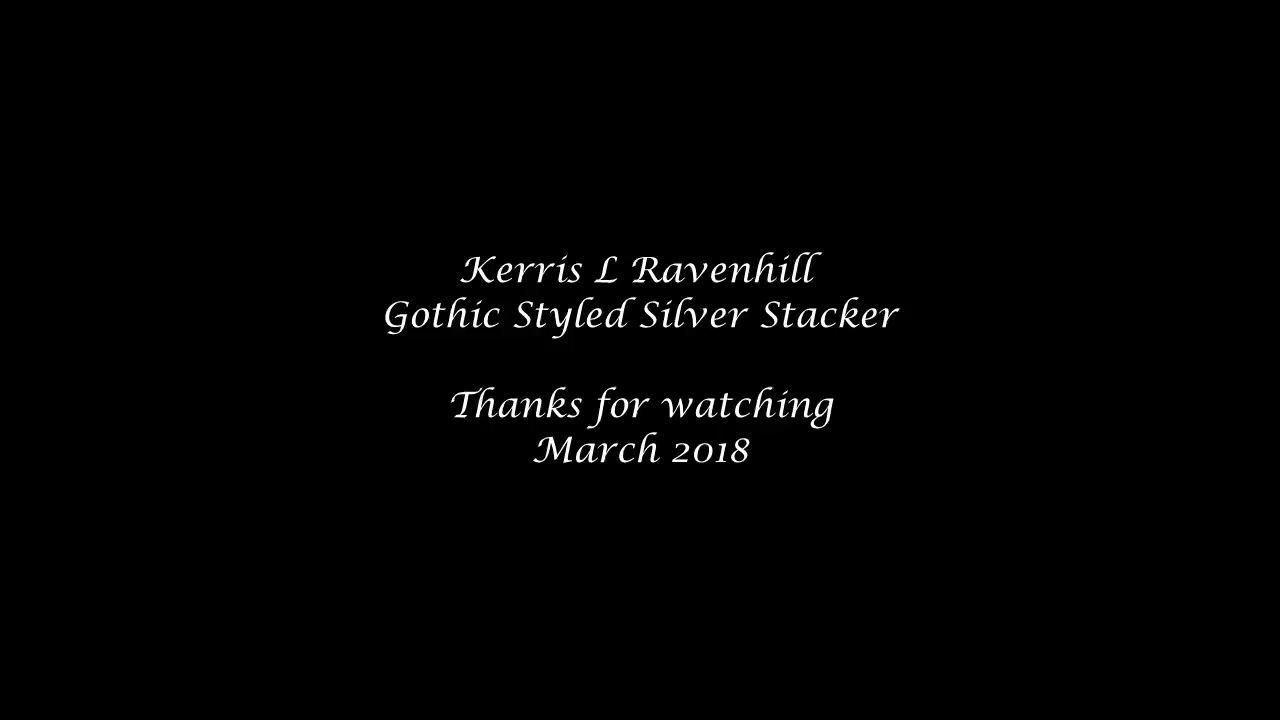 Kerris L Ravenhill
Gothic Styled Silver Stacker
Thanks for watching
March 2018